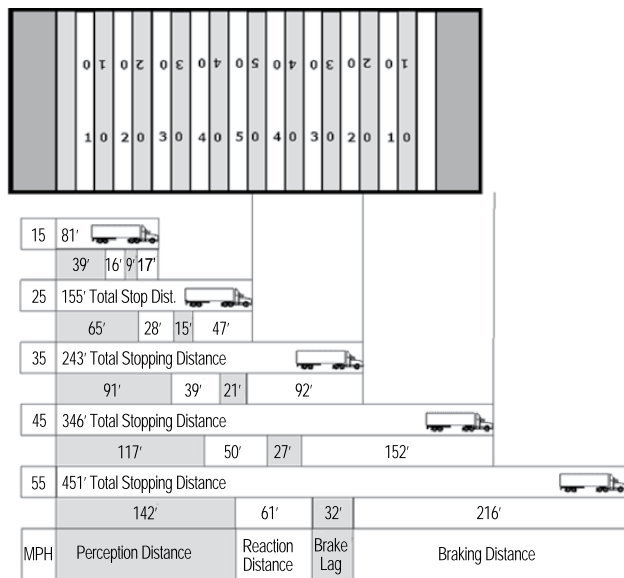 0 1 0 2 0 3 0 4 0 5 0 4 0 3 0 2 0 1
1 0 2 0 3 0 4 0 5 0 4 0 3 0 2 0 1 0
15 81′
39′ 16′ 9′ 17′
25 155′ Total Stop Dist.
65′ 28′ 15′ 47′
35 243′ Total Stopping Distance
91′ 39′ 21′ 92′
45 346′ Total Stopping Distance
117′ 50′ 27′ 152′
55 451′ Total Stopping Distance
142′ 61′ 32′ 216′
MPH Perception Distance Reaction Distance Brake Lag Braking Distance